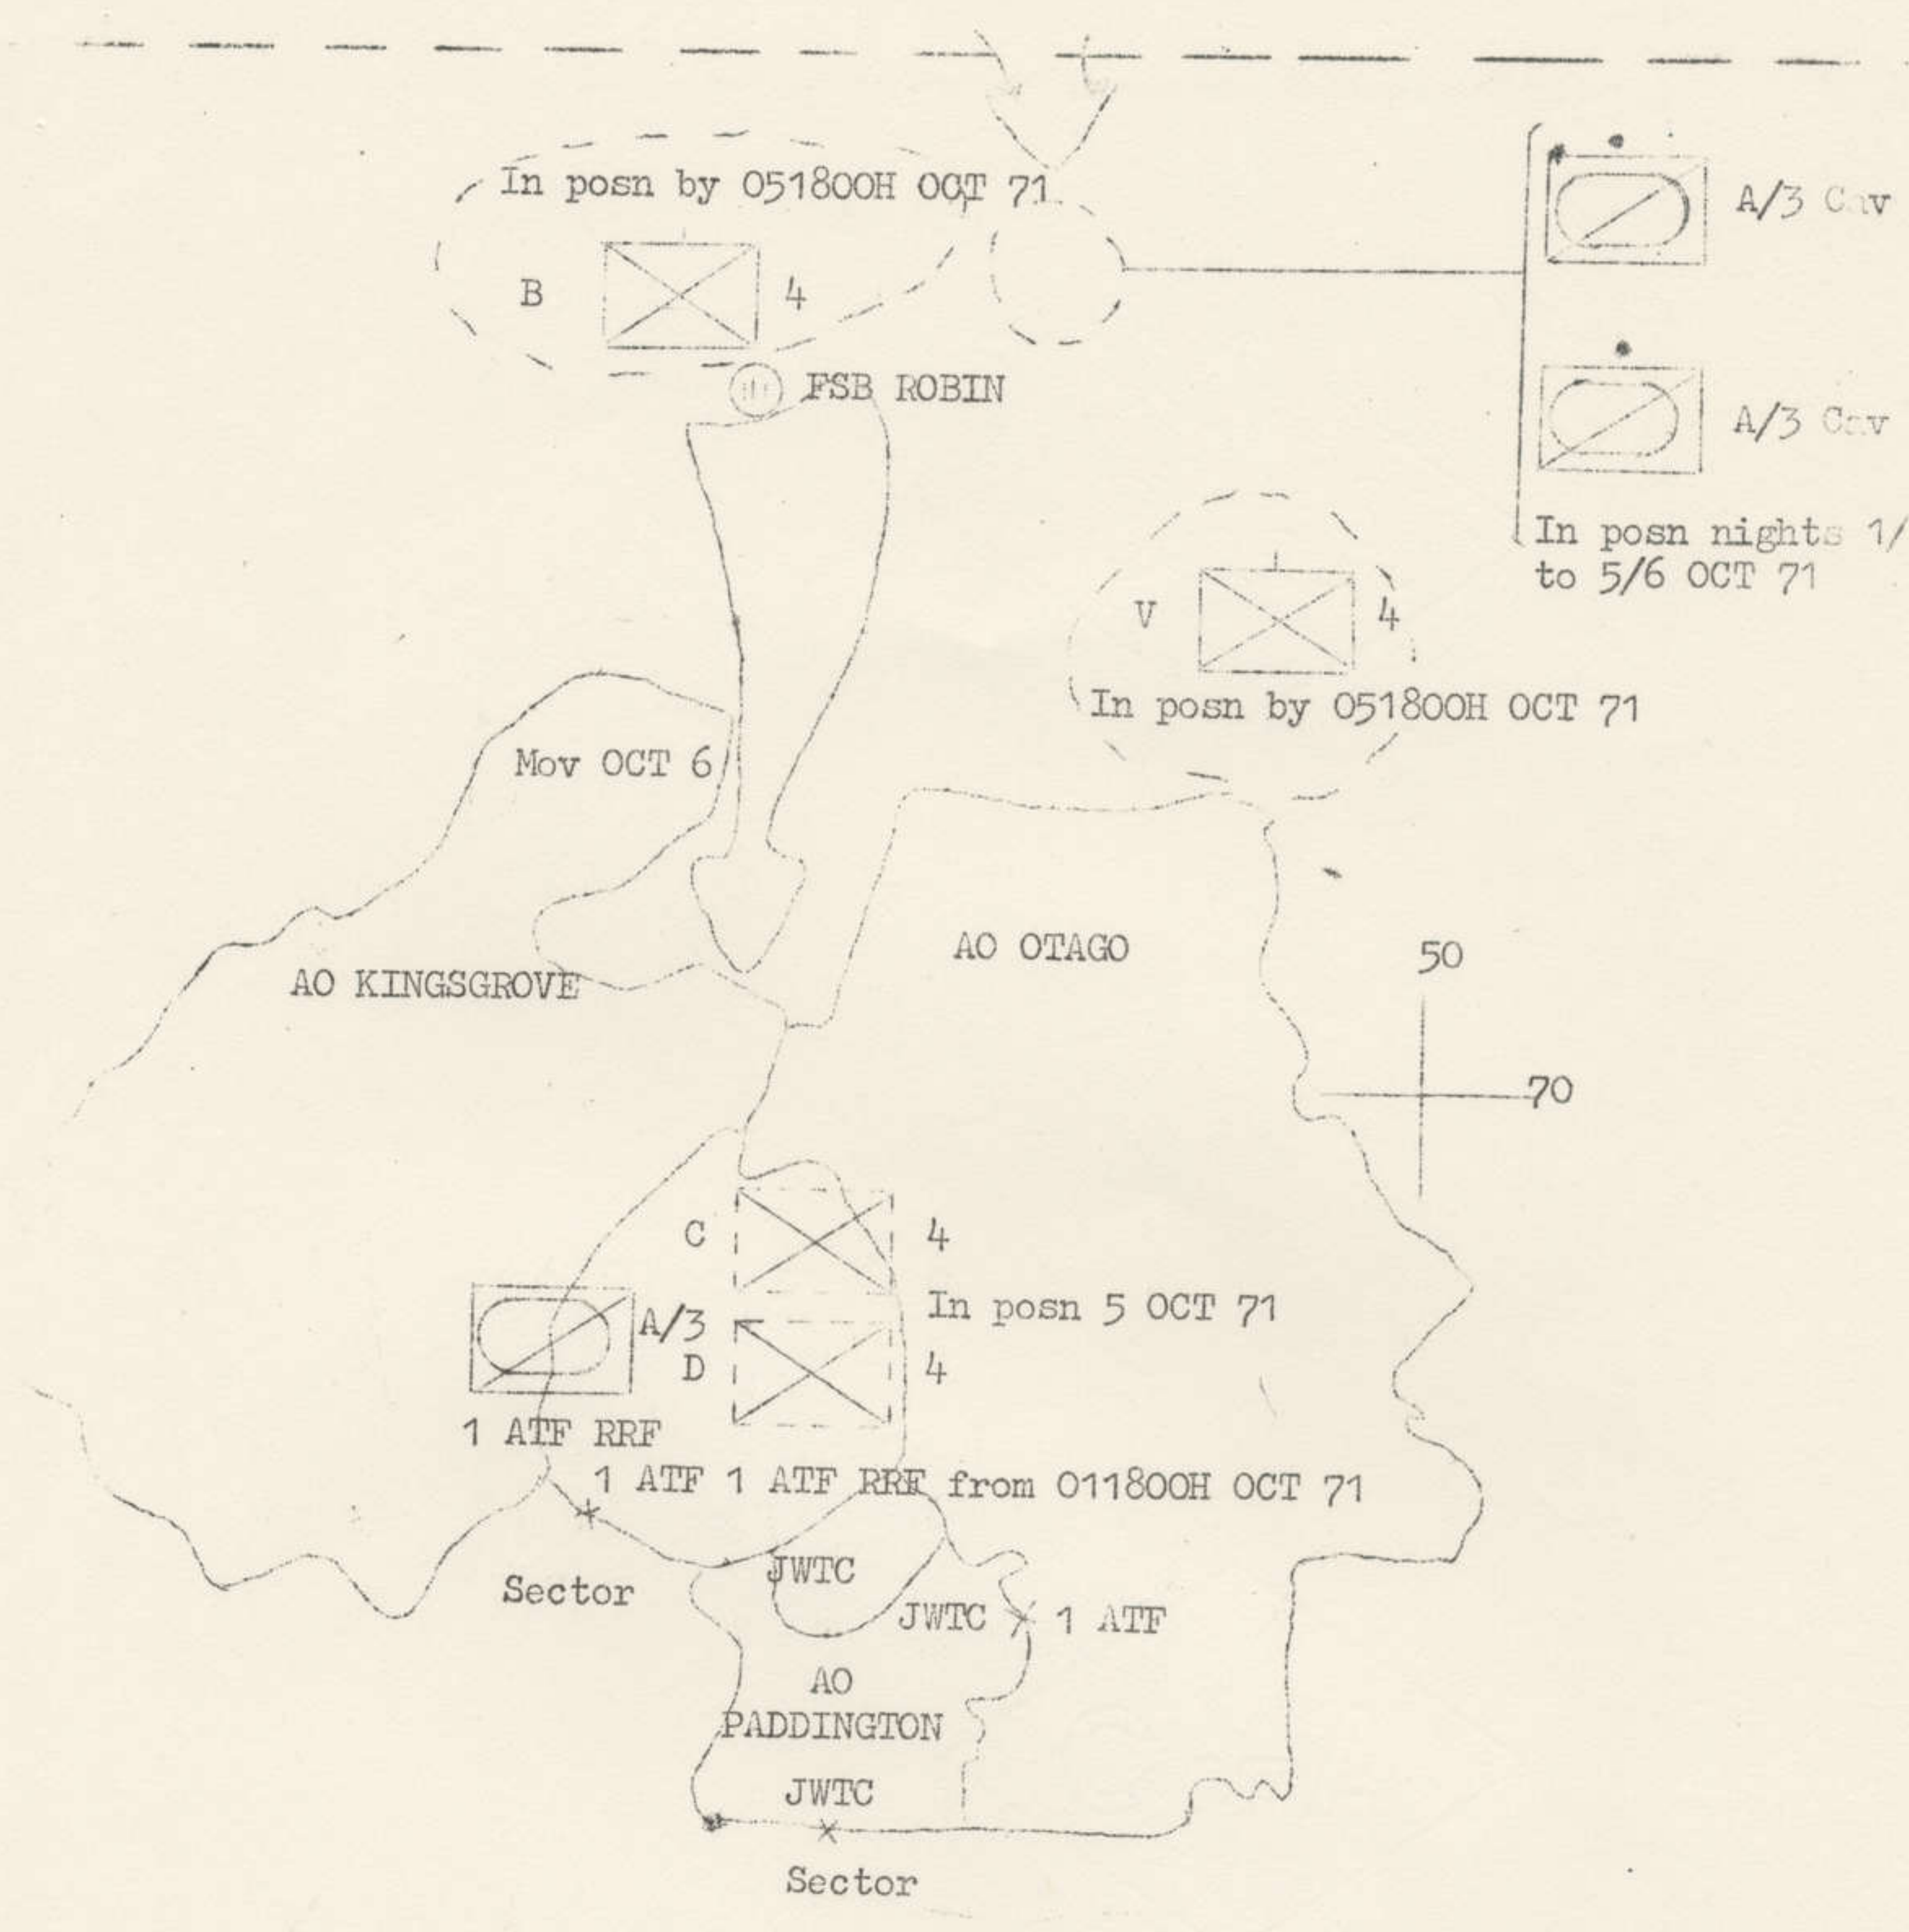 In posn by 051800H OCT 71
B 4
A/3 Cav
FSB ROBIN
A/3 Cav
In posn nights 1/
to 5/6 OCT 71
V 4
In posn by 051800H OCT 71
Mov OCT 6
AO OTAGO
50
AO KINGSGROVE
70
C 4
In posn 5 OCT 71
A/3
D 4
1 ATF RRF
1 ATF 1 ATF RRF from 011800H OCT 71
JWTC
Sector
JWTC 1 ATF
AO
PADDINGTON
JWTC
Sector